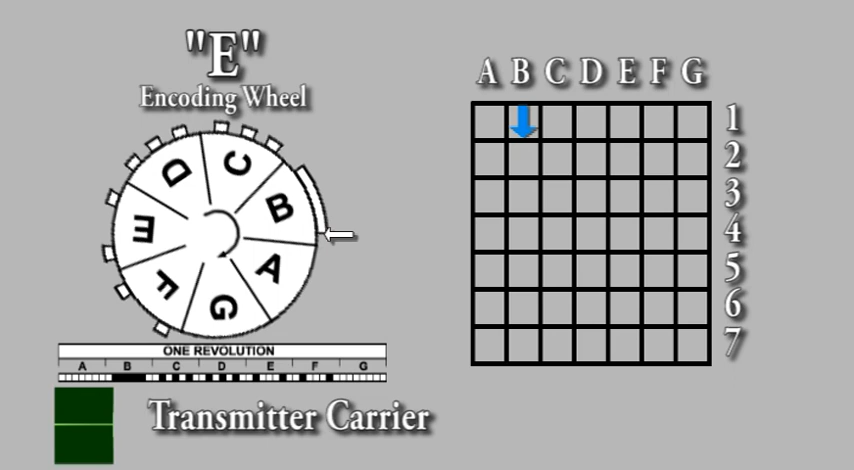 "E"
Encoding Wheel
A B C D E F G
1
2
3
4
5
6
7
D C B A G F E
ONE REVOLUTION
A B C D E F G
Transmitter Carrier